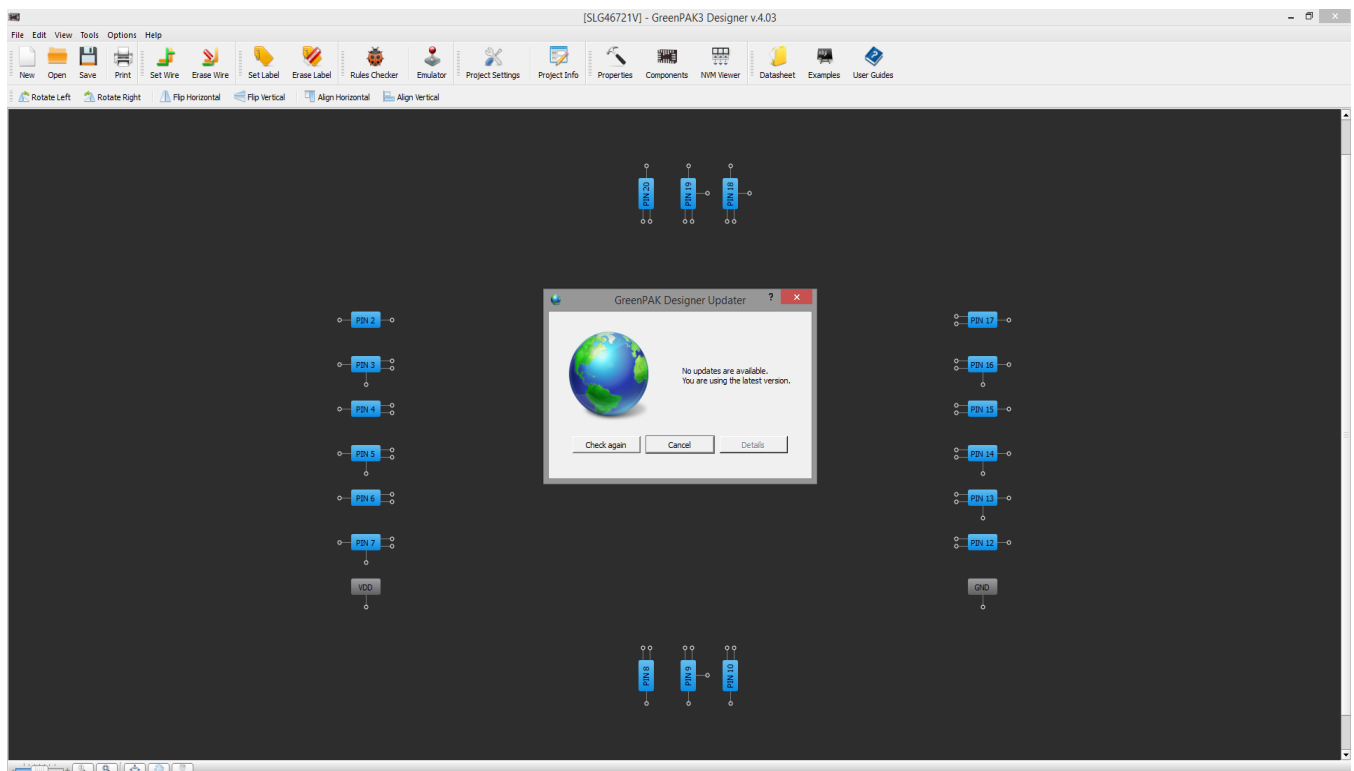 [SLG46721V] - GreenPAK3 Designer v.4.03
File Edit View Tools Options Help
New Open Save Print Set Wire Erase Wire Set Label Erase Label Rules Checker Emulator Project Settings Project Info Properties Components NVM Viewer Datasheet Examples User Guides
Rotate Left Rotate Right Flip Horizontal Flip Vertical Align Horizontal Align Vertical
PIN 20 PIN 19 PIN 18
GreenPAK Designer Updater ?
PIN 2 PIN 17
No updates are available.
PIN 3 PIN 16
You are using the latest version.
PIN 4 PIN 15
Check again Cancel Details
PIN 5 PIN 14
PIN 6 PIN 13
PIN 7 PIN 12
VDD GND
PIN 8 PIN 9 PIN 10